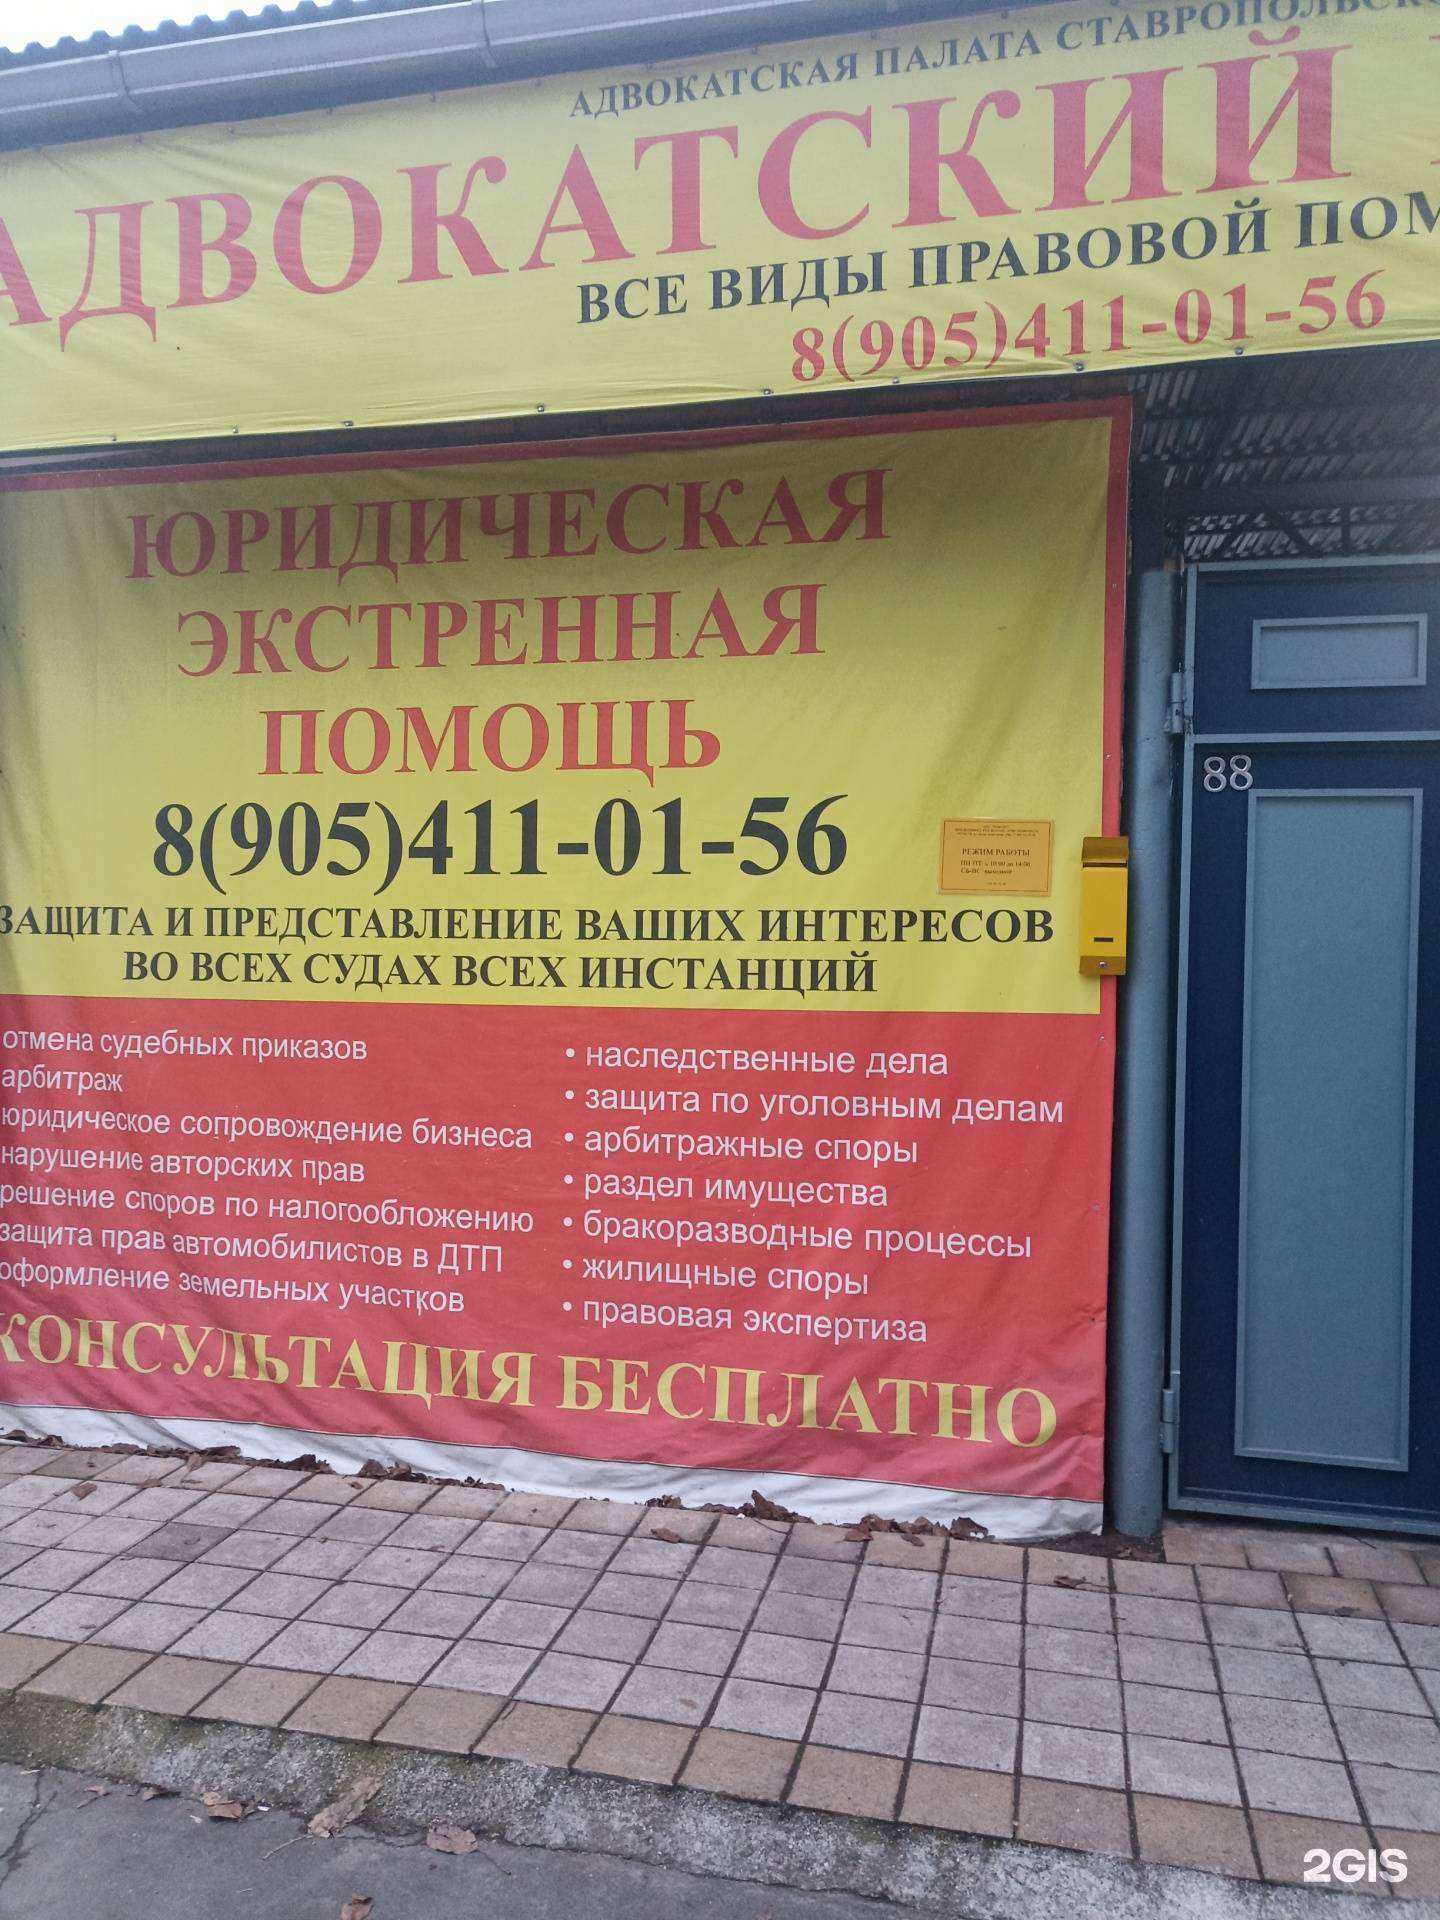 АДВОКАТСКАЯ ПАЛАТА
АДВОКАТСКИЙ
ВСЕ ВИДЫ ПРАВОВОЙ
8(905)411-01-56
ЮРИДИЧЕСКАЯ
ЭКСТРЕННАЯ
ПОМОЩЬ
8(905)411-01-56
ЗАЩИТА И ПРЕДСТАВЛЕНИЕ ВАШИХ ИНТЕРЕСОВ
ВО ВСЕХ СУДАХ ВСЕХ ИНСТАНЦИЙ
РЕЖИМ РАБОТЫ
88
отмена судебных приказов
арбитраж
юридическое сопровождение бизнеса
нарушение авторских прав
решение споров по налогообложению
защита прав автомобилистов в ДТП
оформление земельных участков
• наследственные дела
• защита по уголовным делам
• арбитражные споры
• раздел имущества
• бракоразводные процессы
• жилищные споры
• правовая экспертиза
КОНСУЛЬТАЦИЯ БЕСПЛАТНО
2GIS